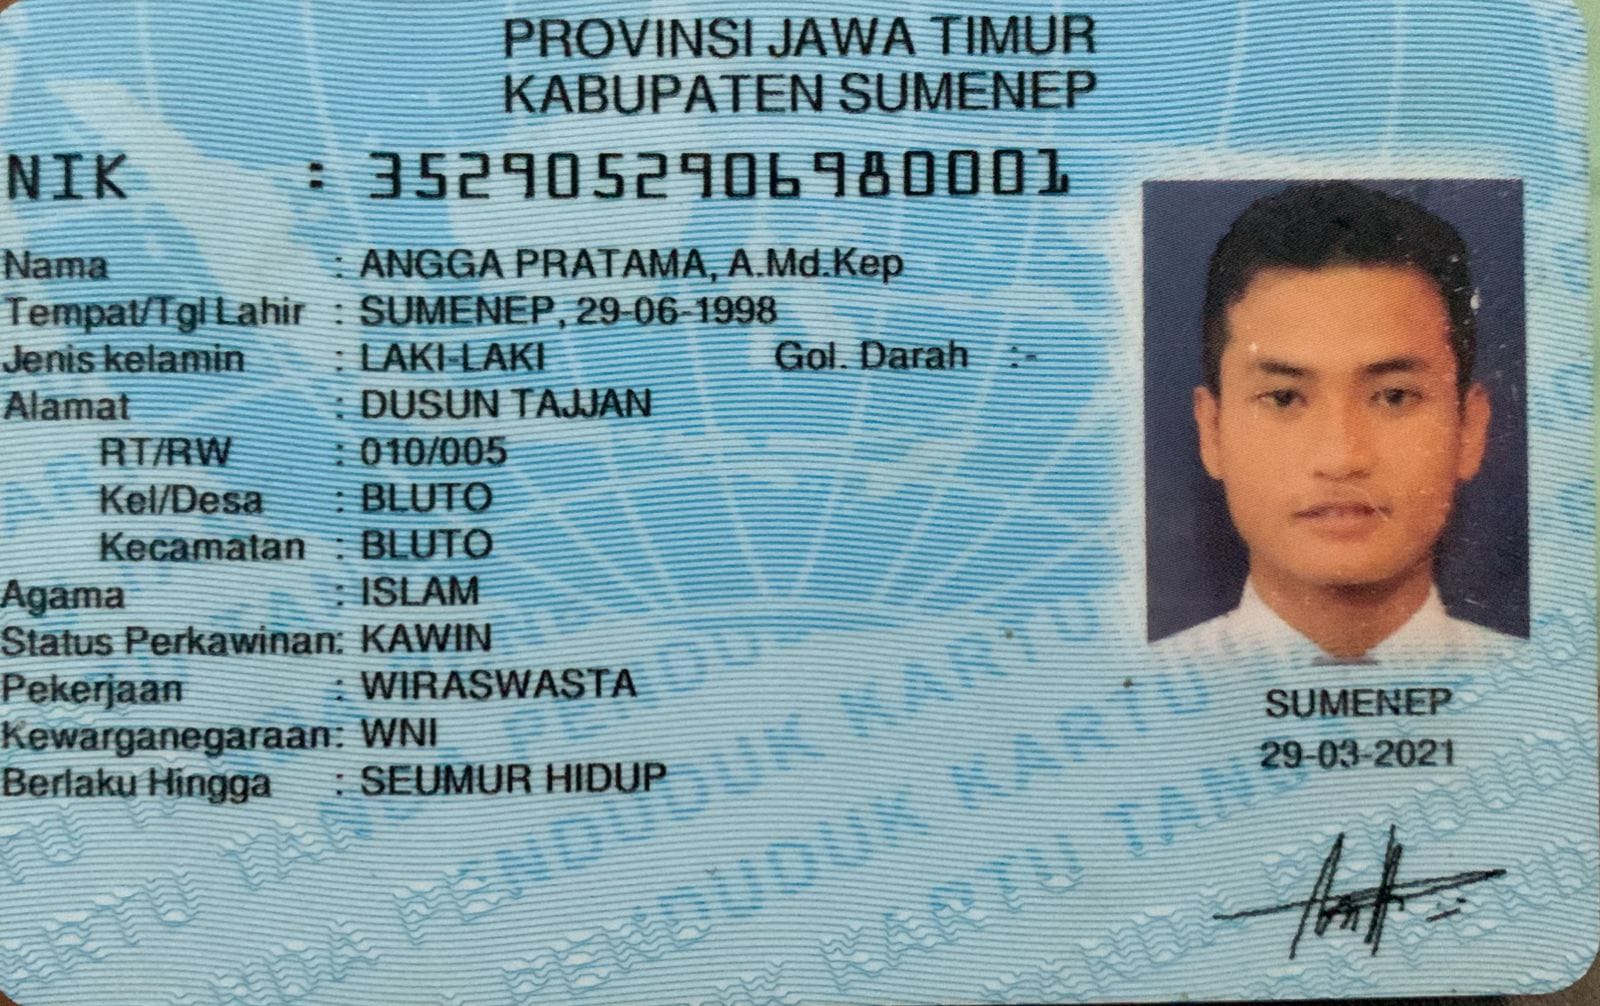 PROVINSI JAWA TIMUR
KABUPATEN SUMENEP
NIK : 3529052906980001
Nama : ANGGA PRATAMA, A.Md.Kep
Tempat/Tgl Lahir : SUMENEP, 29-06-1998
Jenis kelamin : LAKI-LAKI Gol. Darah :-
Alamat : DUSUN TAJJAN
RT/RW : 010/005
Kel/Desa : BLUTO
Kecamatan : BLUTO
Agama : ISLAM
Status Perkawinan: KAWIN
Pekerjaan : WIRASWASTA
Kewarganegaraan: WNI
Berlaku Hingga : SEUMUR HIDUP
SUMENEP
29-03-2021